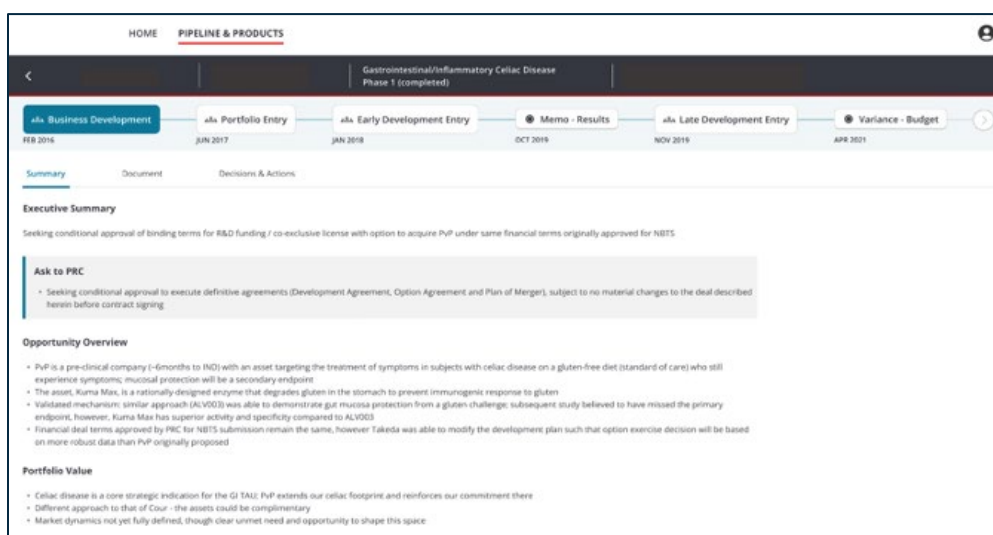 HOME PIPELINE & PRODUCTS
Gastrointestinal/Inflammatory Celiac Disease
Phase 1 (completed)
Business Development Portfolio Entry Early Development Entry Memo - Results Late Development Entry Variance - Budget
FEB 2016 JUN 2017 JAN 2018 OCT 2019 NOV 2019 APR 2021
Summary Document Decisions & Actions
Executive Summary
Seeking conditional approval of binding terms for R&D funding / co-exclusive license with option to acquire PvP under same financial terms originally approved for NBTS
Ask to PRC
• Seeking conditional approval to execute definitive agreements (Development Agreement, Option Agreement and Plan of Merger), subject to no material changes to the deal described
herein before contract signing
Opportunity Overview
• PvP is a pre-clinical company (~6months to IND) with an asset targeting the treatment of symptoms in subjects with celiac disease on a gluten-free diet (standard of care) who still
experience symptoms; mucosal protection will be a secondary endpoint
• The asset, Kuma Max, is a rationally-designed enzyme that degrades gluten in the stomach to prevent immunogenic response to gluten
• Validated mechanism: similar approach (ALV003) was able to demonstrate gut mucosa protection from a gluten challenge; subsequent study believed to have missed the primary
endpoint, however, Kuma Max has superior activity and specificity compared to ALV003
• Financial deal terms approved by PRC for NBTS submission remain the same, however Takeda was able to modify the development plan such that option exercise decision will be based
on more robust data than PvP originally proposed
Portfolio Value
• Celiac disease is a core strategic indication for the GI TAU; PvP extends our celiac footprint and reinforces our commitment there
• Different approach to that of Cour - the assets could be complimentary
• Market dynamics not yet fully defined, though clear unmet need and opportunity to shape this space